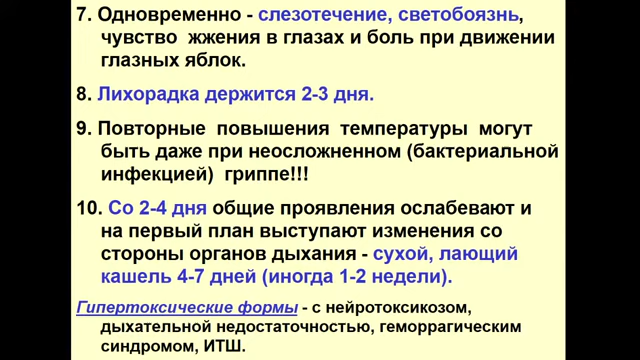 7. Одновременно - слезотечение, светобоязнь,
чувство жжения в глазах и боль при движении
глазных яблок.
8. Лихорадка держится 2-3 дня.
9. Повторные повышения температуры могут
быть даже при неосложненном (бактериальной
инфекцией) гриппе!!!
10. Со 2-4 дня общие проявления ослабевают и
на первый план выступают изменения со
стороны органов дыхания - сухой, лающий
кашель 4-7 дней (иногда 1-2 недели).
Гипертоксические формы - с нейротоксикозом,
дыхательной недостаточностью, геморрагическим
синдромом, ИТШ.